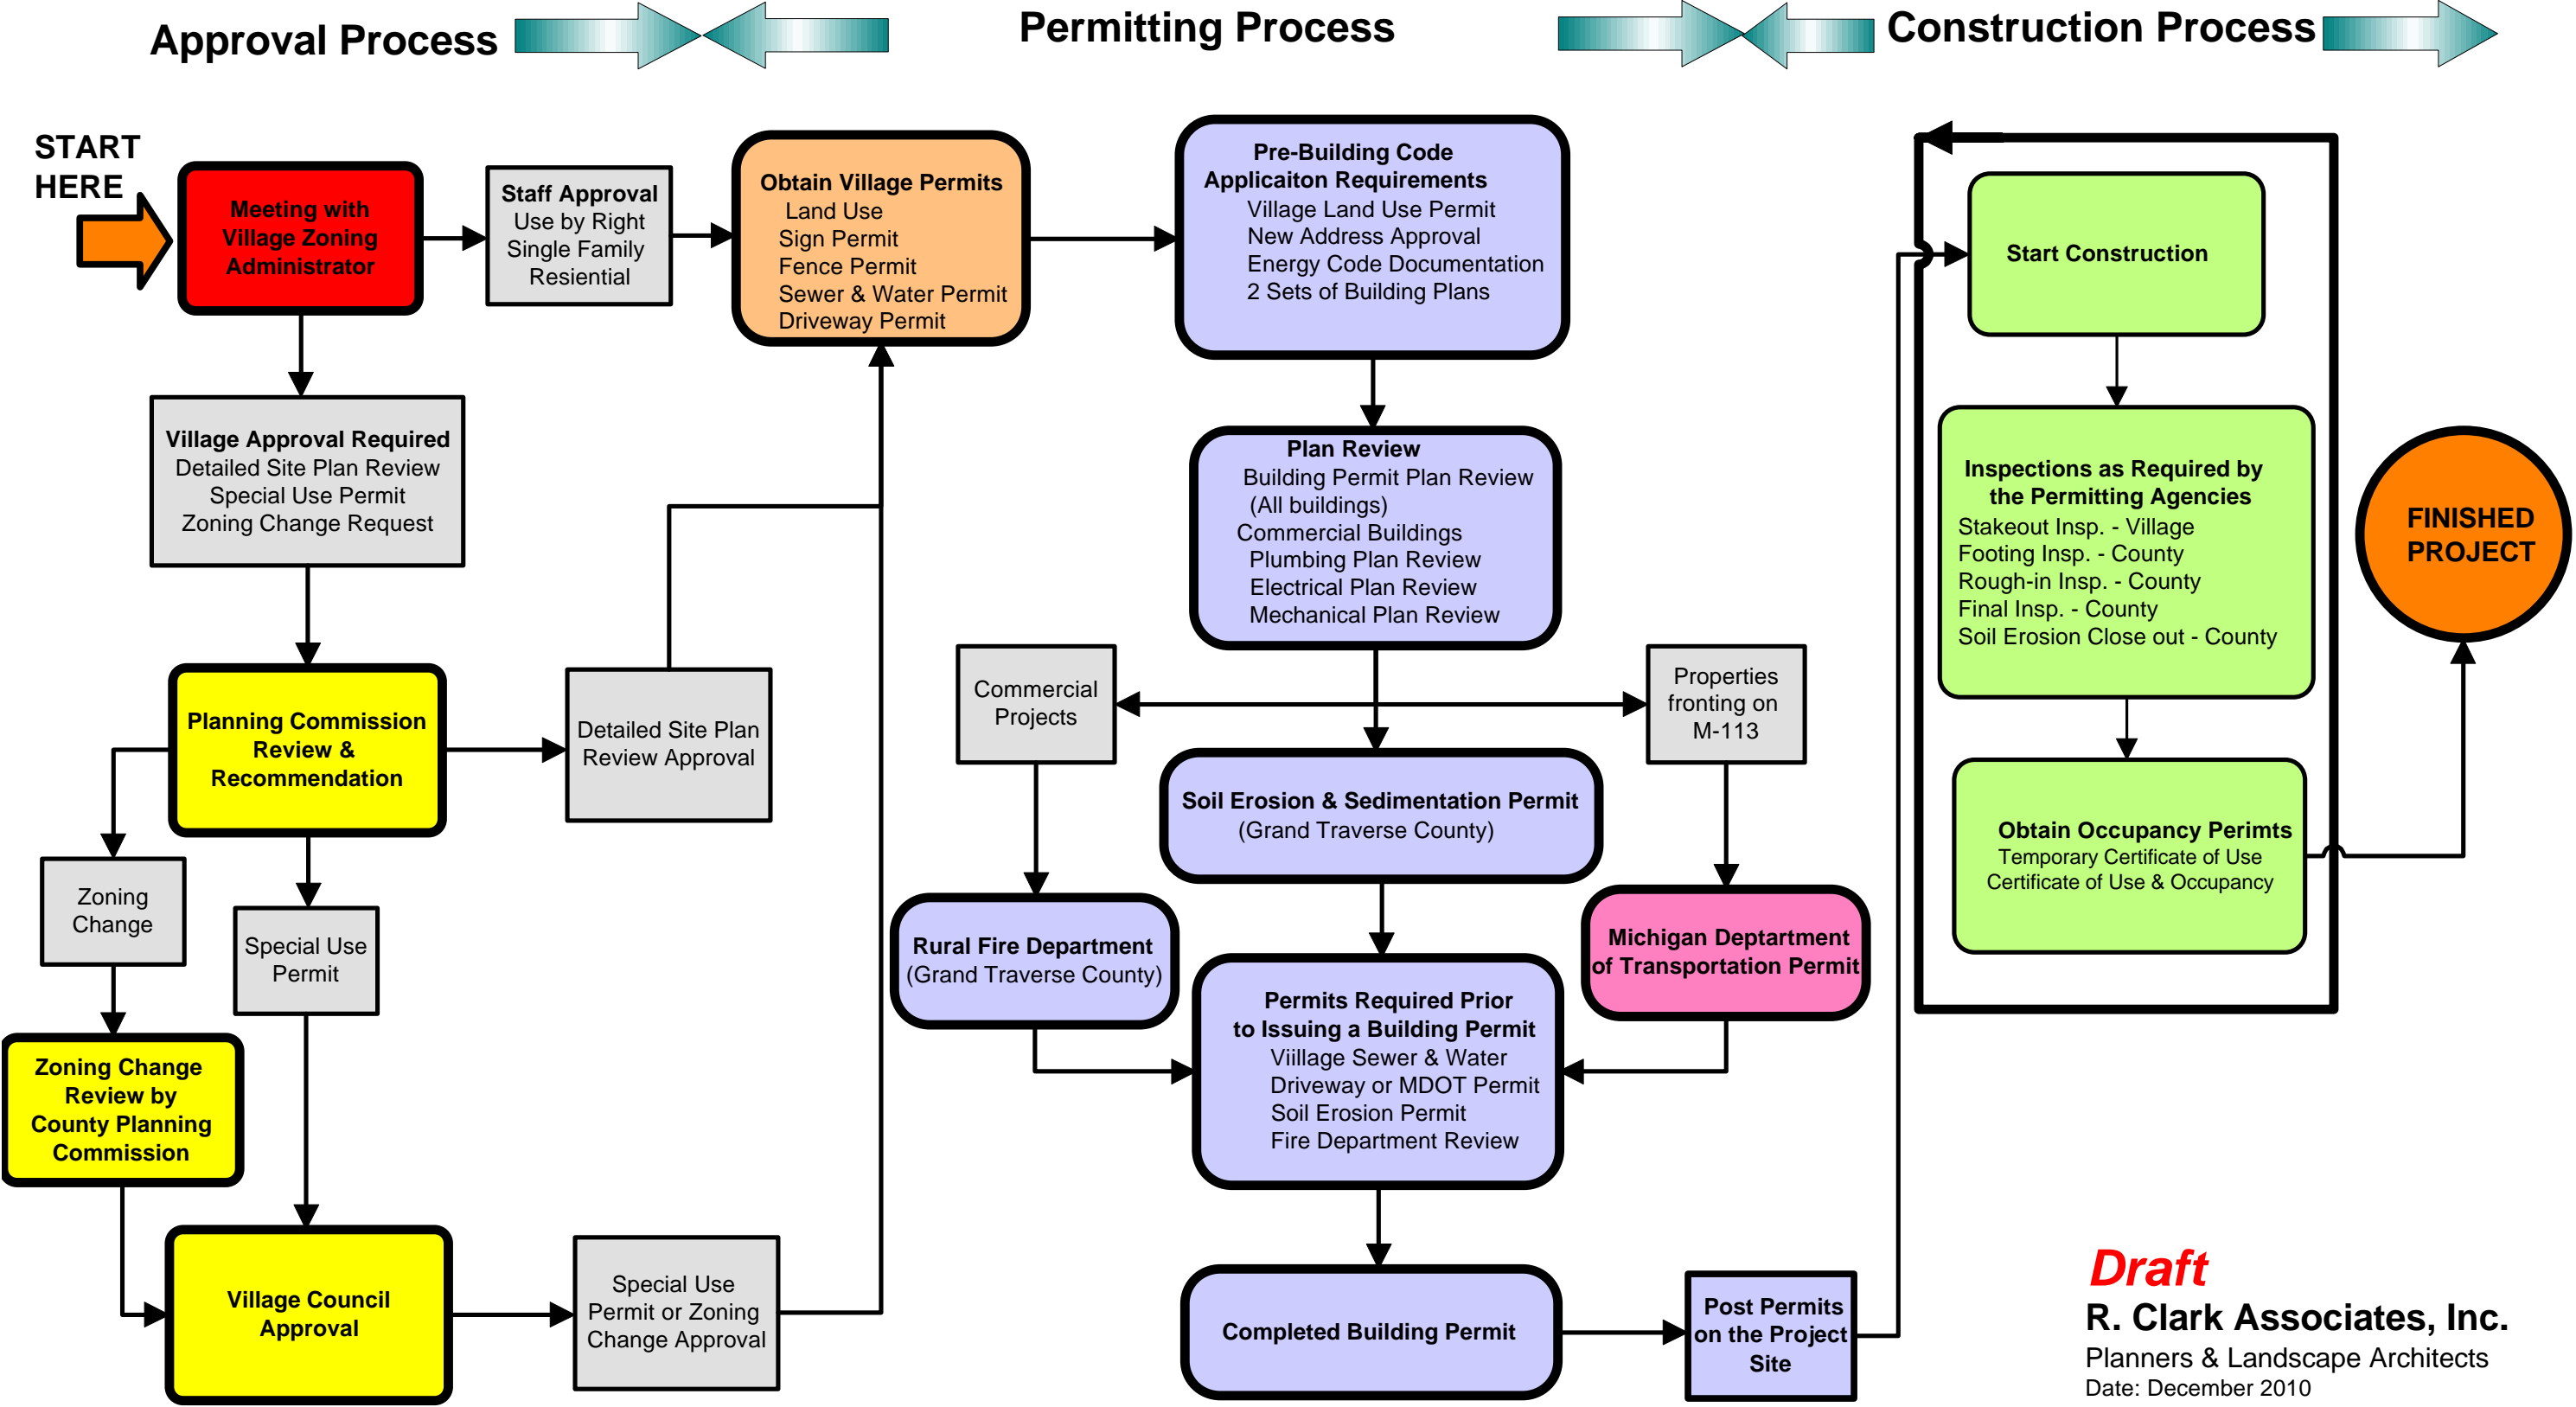 Approval Process
Permitting Process
Construction Process
START
HERE
Meeting with
Village Zoning
Administrator
Staff Approval
Use by Right
Single Family
Resiential
Obtain Village Permits
Land Use
Sign Permit
Fence Permit
Sewer & Water Permit
Driveway Permit
Village Approval Required
Detailed Site Plan Review
Special Use Permit
Zoning Change Request
Planning Commission
Review &
Recommendation
Detailed Site Plan
Review Approval
Zoning
Change
Special Use
Permit
Zoning Change
Review by
County Planning
Commission
Village Council
Approval
Special Use
Permit or Zoning
Change Approval
Pre-Building Code
Applicaiton Requirements
Village Land Use Permit
New Address Approval
Energy Code Documentation
2 Sets of Building Plans
Plan Review
Building Permit Plan Review
(All buildings)
Commercial Buildings
Plumbing Plan Review
Electrical Plan Review
Mechanical Plan Review
Commercial
Projects
Properties
fronting on
M-113
Soil Erosion & Sedimentation Permit
(Grand Traverse County)
Rural Fire Department
(Grand Traverse County)
Michigan Deptartment
of Transportation Permit
Permits Required Prior
to Issuing a Building Permit
Viillage Sewer & Water
Driveway or MDOT Permit
Soil Erosion Permit
Fire Department Review
Completed Building Permit
Post Permits
on the Project
Site
Start Construction
Inspections as Required by
the Permitting Agencies
Stakeout Insp. - Village
Footing Insp. - County
Rough-in Insp. - County
Final Insp. - County
Soil Erosion Close out - County
Obtain Occupancy Perimts
Temporary Certificate of Use
Certificate of Use & Occupancy
FINISHED
PROJECT
Draft
R. Clark Associates, Inc.
Planners & Landscape Architects
Date: December 2010